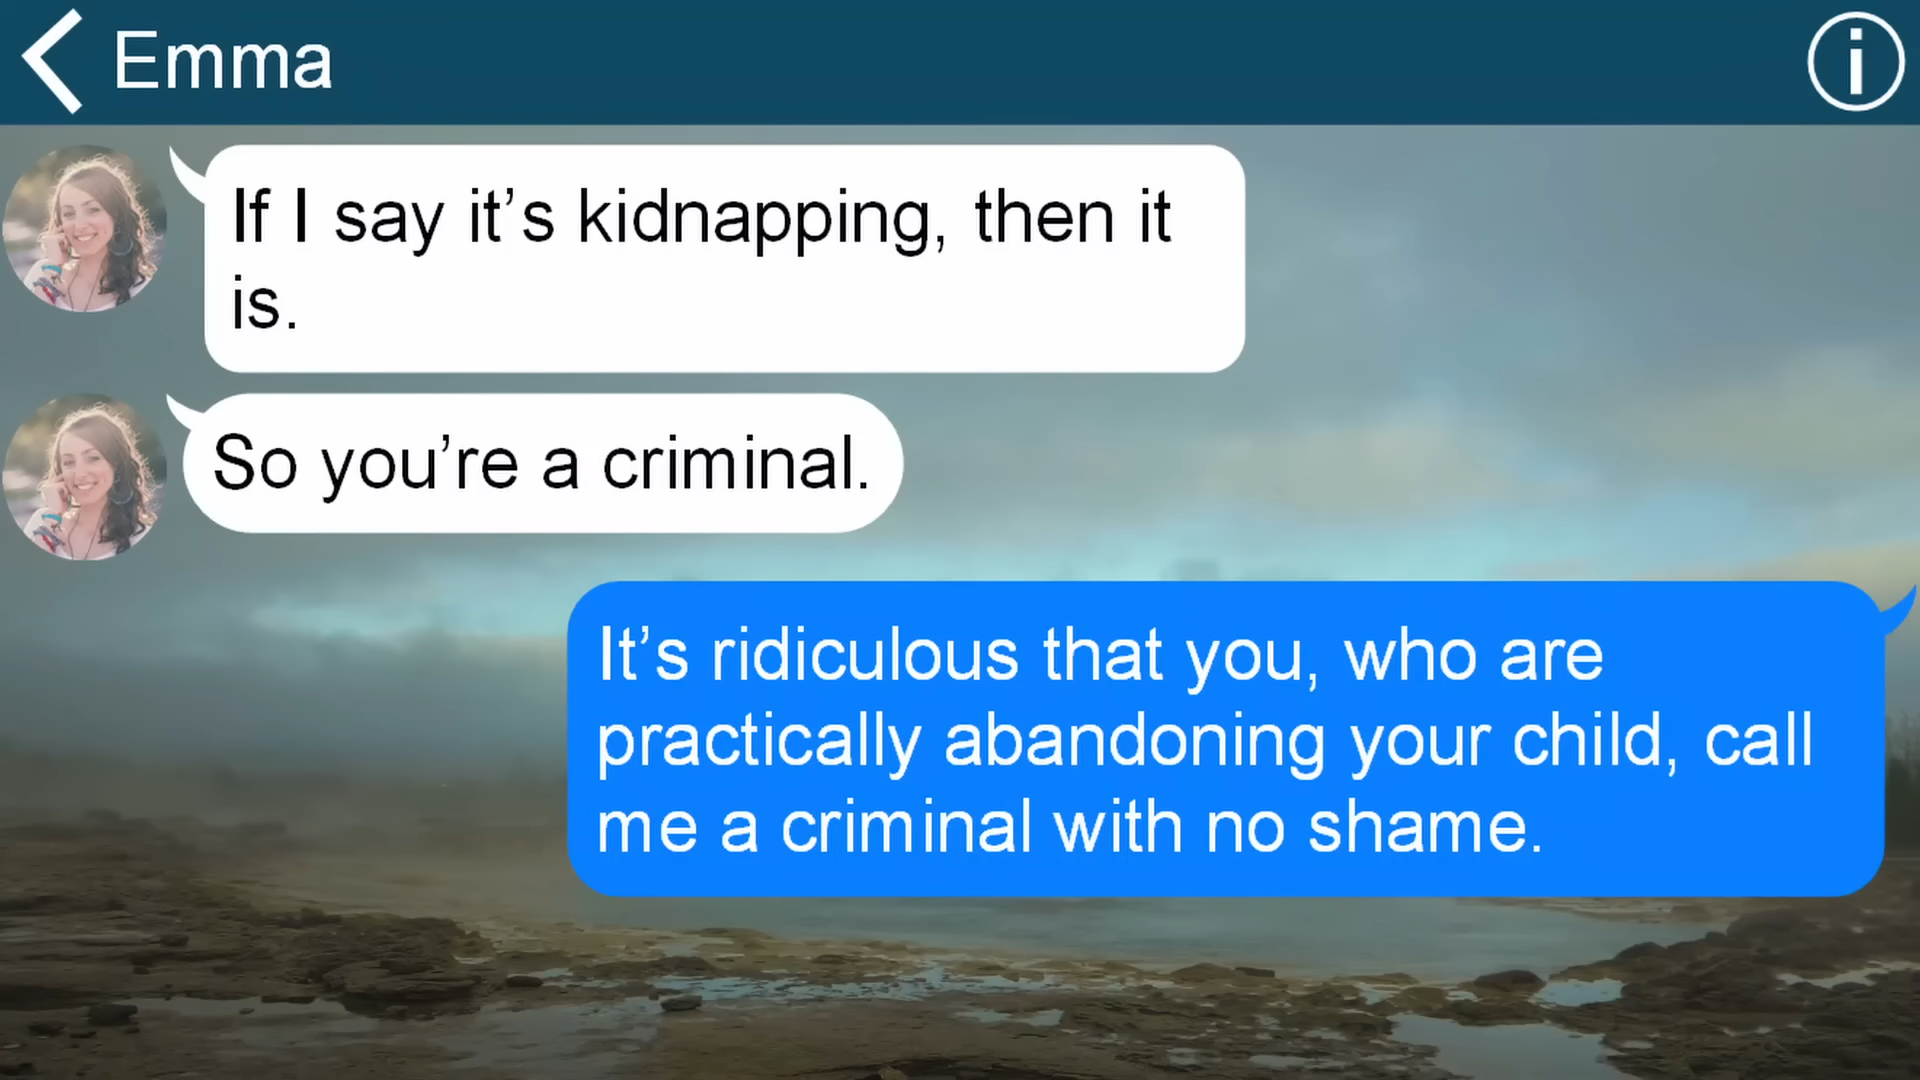 Emma
If I say it’s kidnapping, then it
is.
So you’re a criminal.
It’s ridiculous that you, who are
practically abandoning your child, call
me a criminal with no shame.